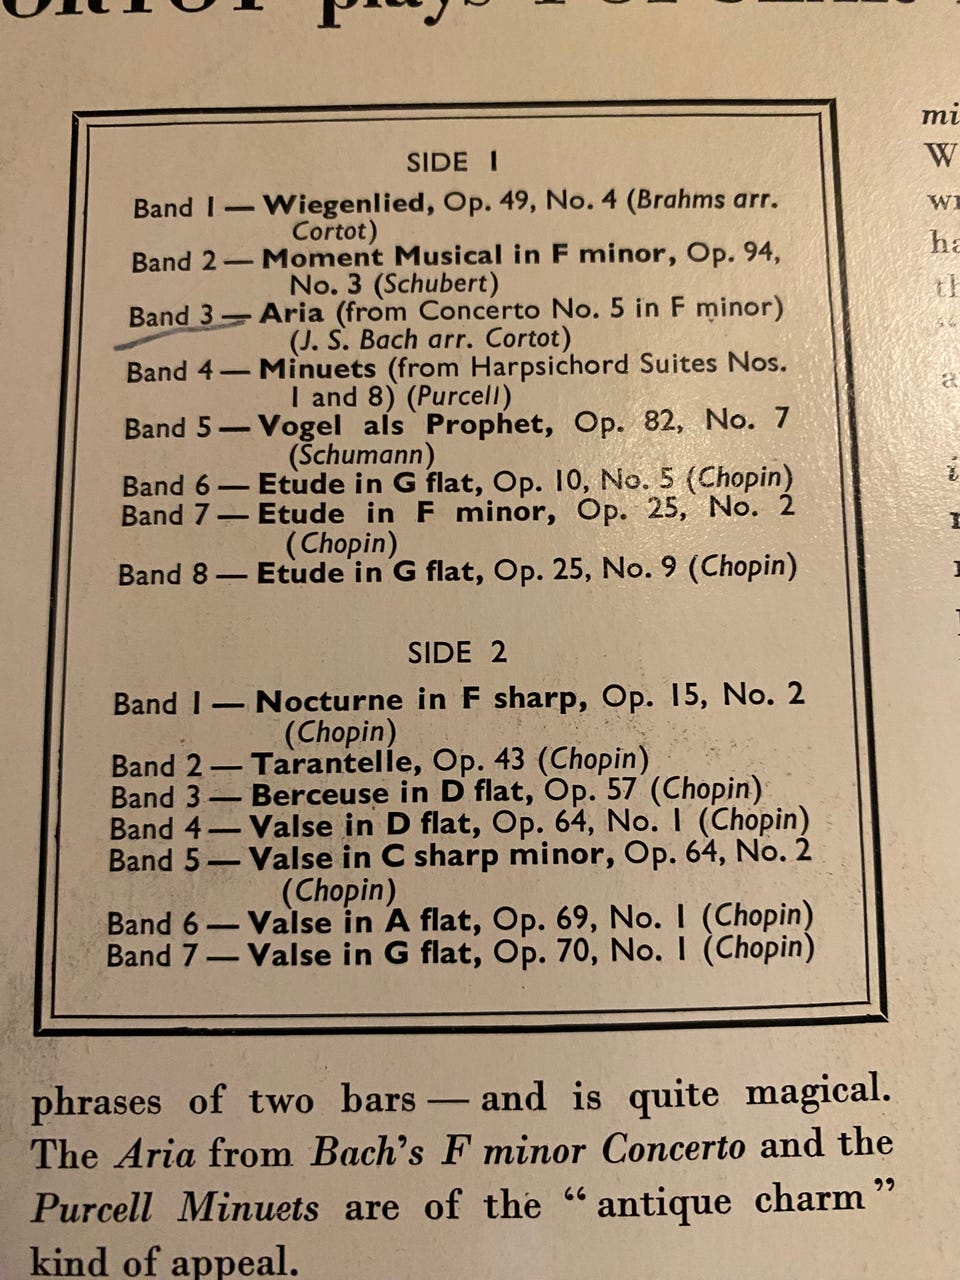 plays
SIDE 1
Band 1 — Wiegenlied, Op. 49, No. 4 (Brahms arr.
Cortot)
Band 2 — Moment Musical in F minor, Op. 94,
No. 3 (Schubert)
Band 3 — Aria (from Concerto No. 5 in F minor)
(J. S. Bach arr. Cortot)
Band 4 — Minuets (from Harpsichord Suites Nos.
1 and 8) (Purcell)
Band 5 — Vogel als Prophet, Op. 82, No. 7
(Schumann)
Band 6 — Etude in G flat, Op. 10, No. 5 (Chopin)
Band 7 — Etude in F minor, Op. 25, No. 2
(Chopin)
Band 8 — Etude in G flat, Op. 25, No. 9 (Chopin)
SIDE 2
Band 1 — Nocturne in F sharp, Op. 15, No. 2
(Chopin)
Band 2 — Tarantelle, Op. 43 (Chopin)
Band 3 — Berceuse in D flat, Op. 57 (Chopin)
Band 4 — Valse in D flat, Op. 64, No. 1 (Chopin)
Band 5 — Valse in C sharp minor, Op. 64, No. 2
(Chopin)
Band 6 — Valse in A flat, Op. 69, No. 1 (Chopin)
Band 7 — Valse in G flat, Op. 70, No. 1 (Chopin)
phrases of two bars — and is quite magical.
The Aria from Bach's F minor Concerto and the
Purcell Minuets are of the “antique charm”
kind of appeal.